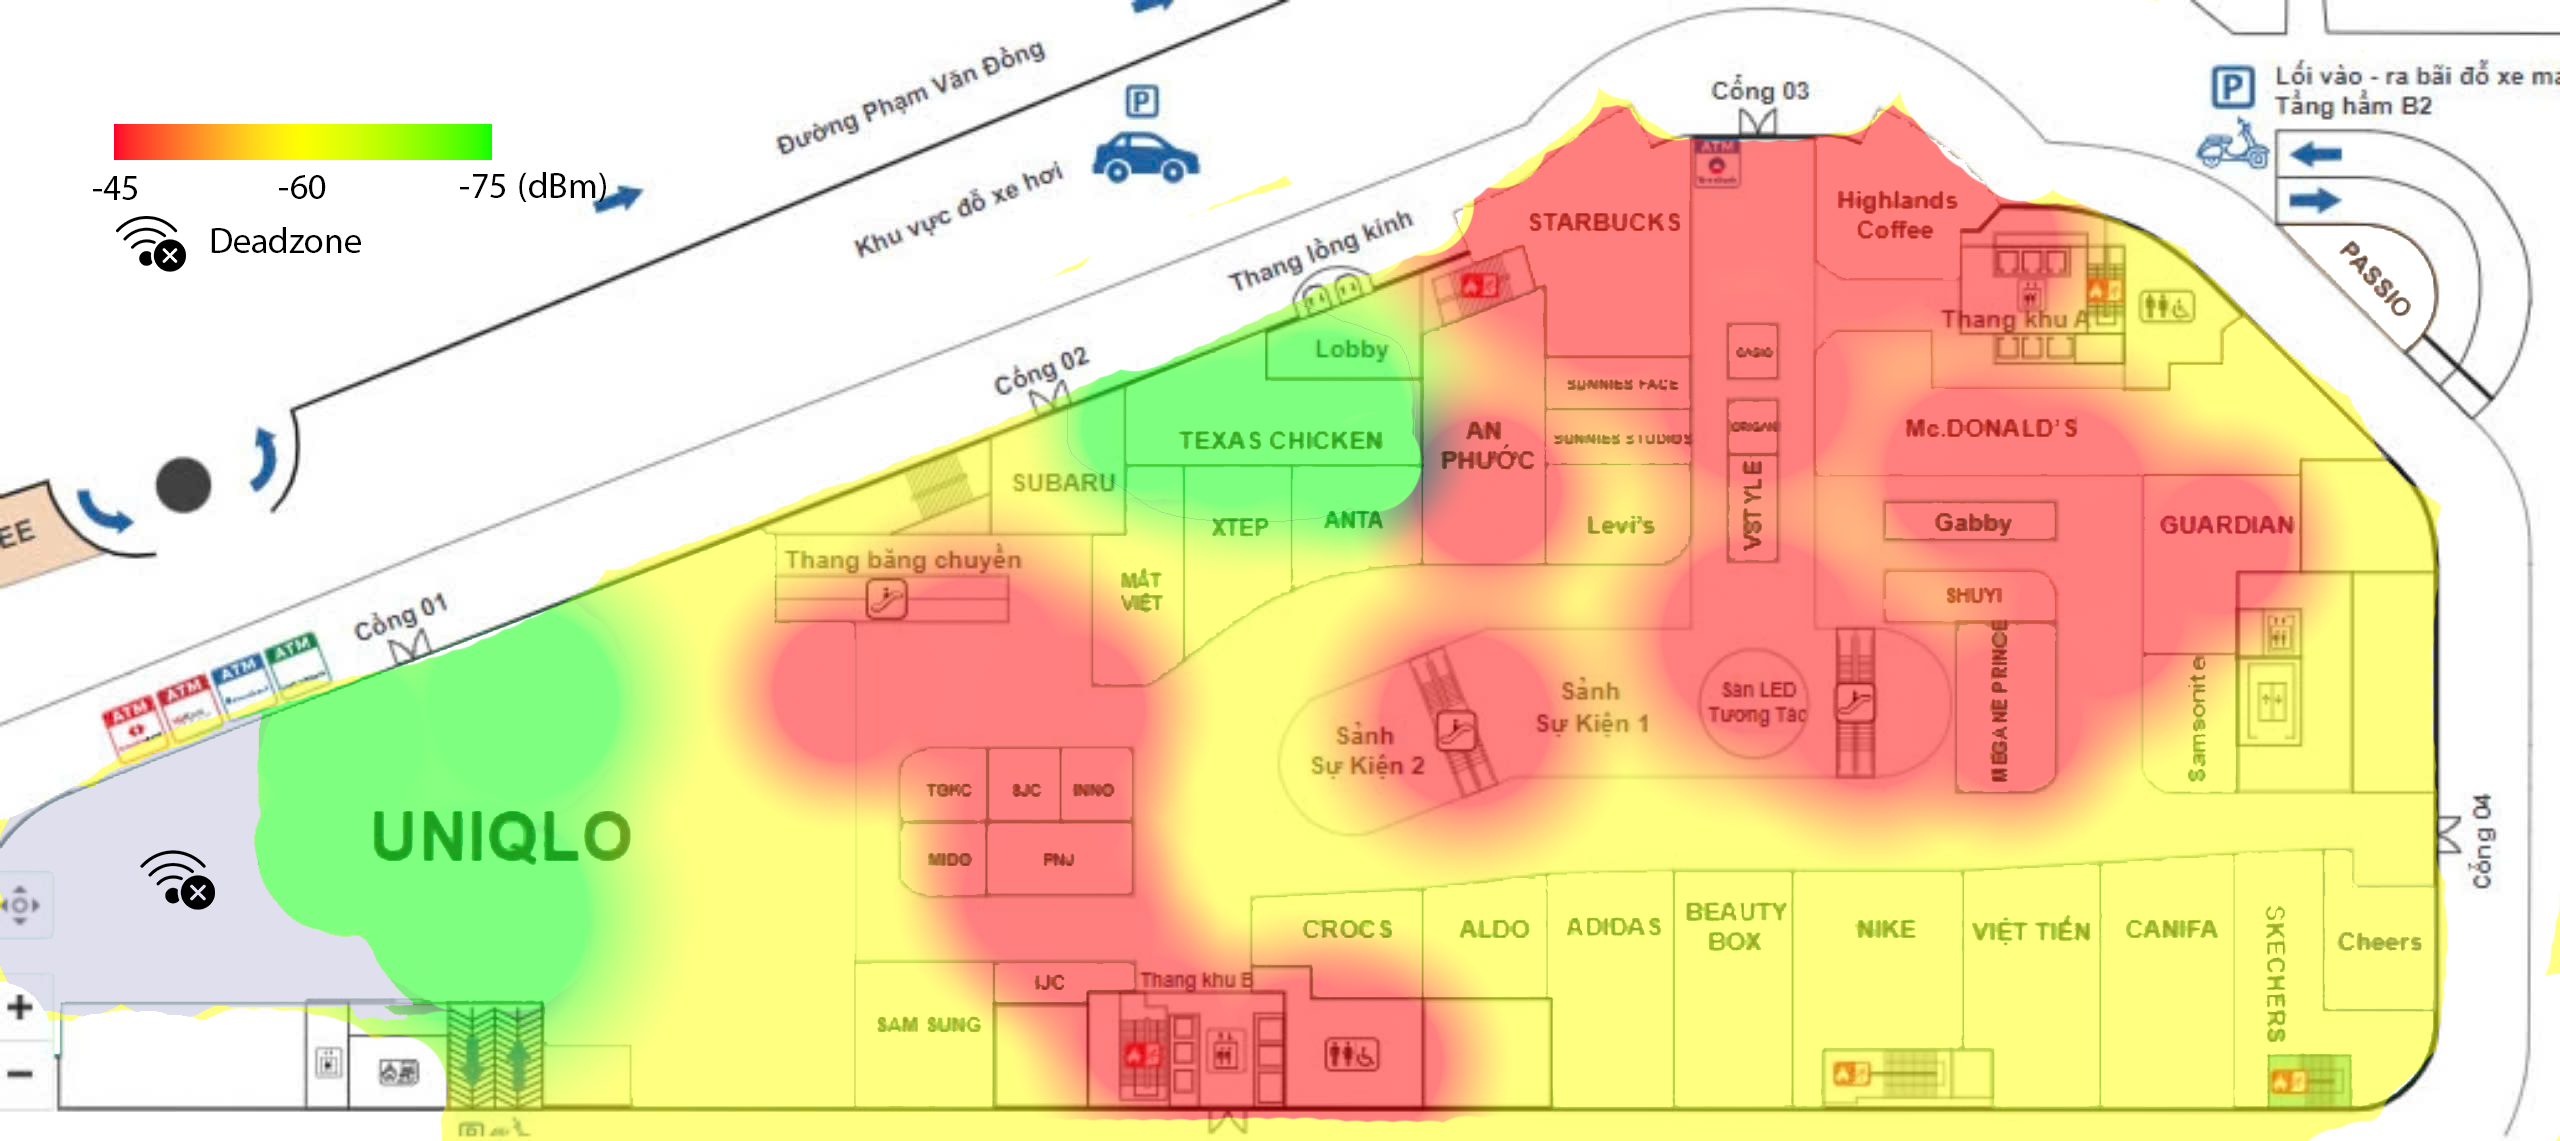 Đường Phạm Văn Đồng
P
Khu vực đỗ xe hơi
Cổng 03
P
Lối vào - ra bãi đỗ xe má
Tầng hầm B2
-45
-60
-75 (dBm)
Deadzone
ATM
STARBUCKS
Highlands
Coffee
PASSIO
Thang lồng kính
Thang khu A
Lobby
CASIO
Cổng 02
SUNNIES FACE
TEXAS CHICKEN
AN
PHƯỚC
SUNNIES STUDIOS
ORIGANI
Mc.DONALD'S
SUBARU
XTEP
ANTA
Levi's
VSTYLE
Gabby
GUARDIAN
EE
Thang băng chuyền
MẮT
VIỆT
SHUYI
Cổng 01
ATM
ATM
ATM
ATM
MEGANE PRINCE
Samsonite
Sảnh
Sự Kiện 1
Sàn LED
Tương Tác
Sảnh
Sự Kiện 2
UNIQLO
TGKC
SJC
INNO
MIDO
PNJ
Cổng 04
CROCS
ALDO
ADIDAS
BEAUTY
BOX
NIKE
VIỆT TIẾN
CANIFA
SKECHERS
Cheers
IJC
Thang khu B
SAM SUNG